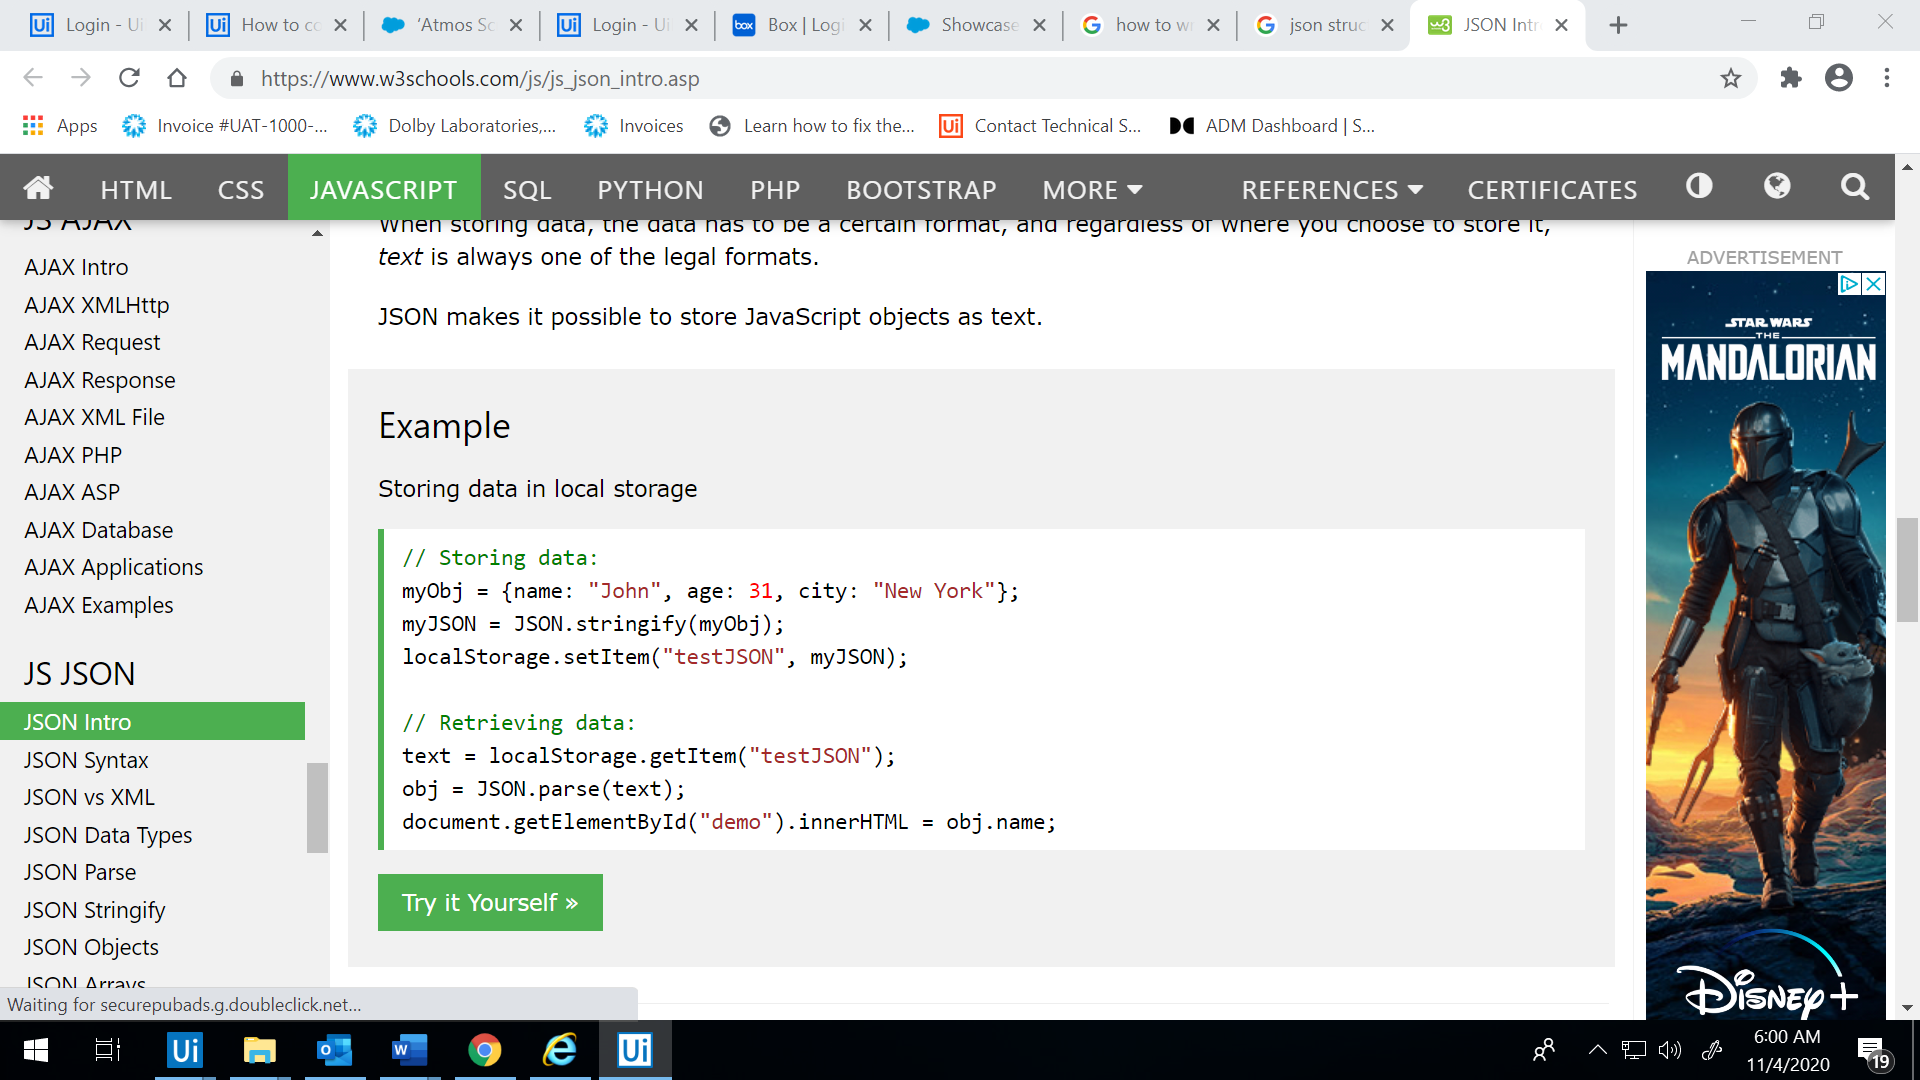 Login - Ui
How to co
'Atmos Sc
Login - Ui
box
Box | Logi
Showcase
how to wr
json struc
JSON Intr
https://www.w3schools.com/js/js_json_intro.asp
Apps
Invoice #UAT-1000-...
Dolby Laboratories,...
Invoices
Learn how to fix the...
Contact Technical S...
ADM Dashboard | S...
HTML
CSS
JAVASCRIPT
SQL
PYTHON
PHP
BOOTSTRAP
MORE
REFERENCES
CERTIFICATES
JS AJAX
AJAX Intro
AJAX XMLHttp
AJAX Request
AJAX Response
AJAX XML File
AJAX PHP
AJAX ASP
AJAX Database
AJAX Applications
AJAX Examples
JS JSON
JSON Intro
JSON Syntax
JSON vs XML
JSON Data Types
JSON Parse
JSON Stringify
JSON Objects
JSON Arrays
When storing data, the data has to be a certain format, and regardless of where you choose to store it,
text is always one of the legal formats.
JSON makes it possible to store JavaScript objects as text.
Example
Storing data in local storage
// Storing data:
myObj = {name: "John", age: 31, city: "New York"};
myJSON = JSON.stringify(myObj);
localStorage.setItem("testJSON", myJSON);
// Retrieving data:
text = localStorage.getItem("testJSON");
obj = JSON.parse(text);
document.getElementById("demo").innerHTML = obj.name;
Try it Yourself »
ADVERTISEMENT
STAR WARS
THE
MANDALORIAN
Disney+
Waiting for securepubads.g.doubleclick.net...
6:00 AM
11/4/2020
19